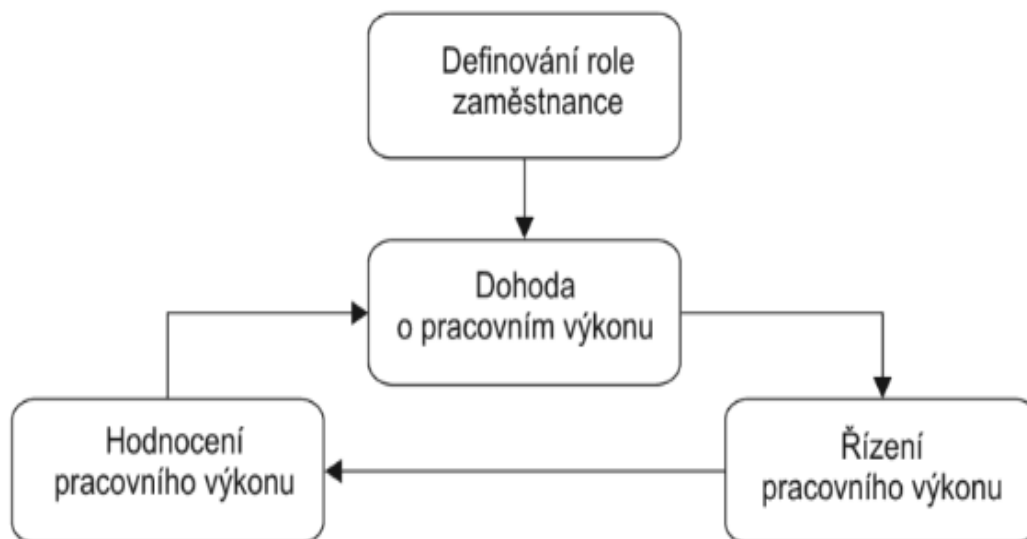 Definování role
zaměstnance
Dohoda
o pracovním výkonu
Hodnocení
pracovního výkonu
Řízení
pracovního výkonu